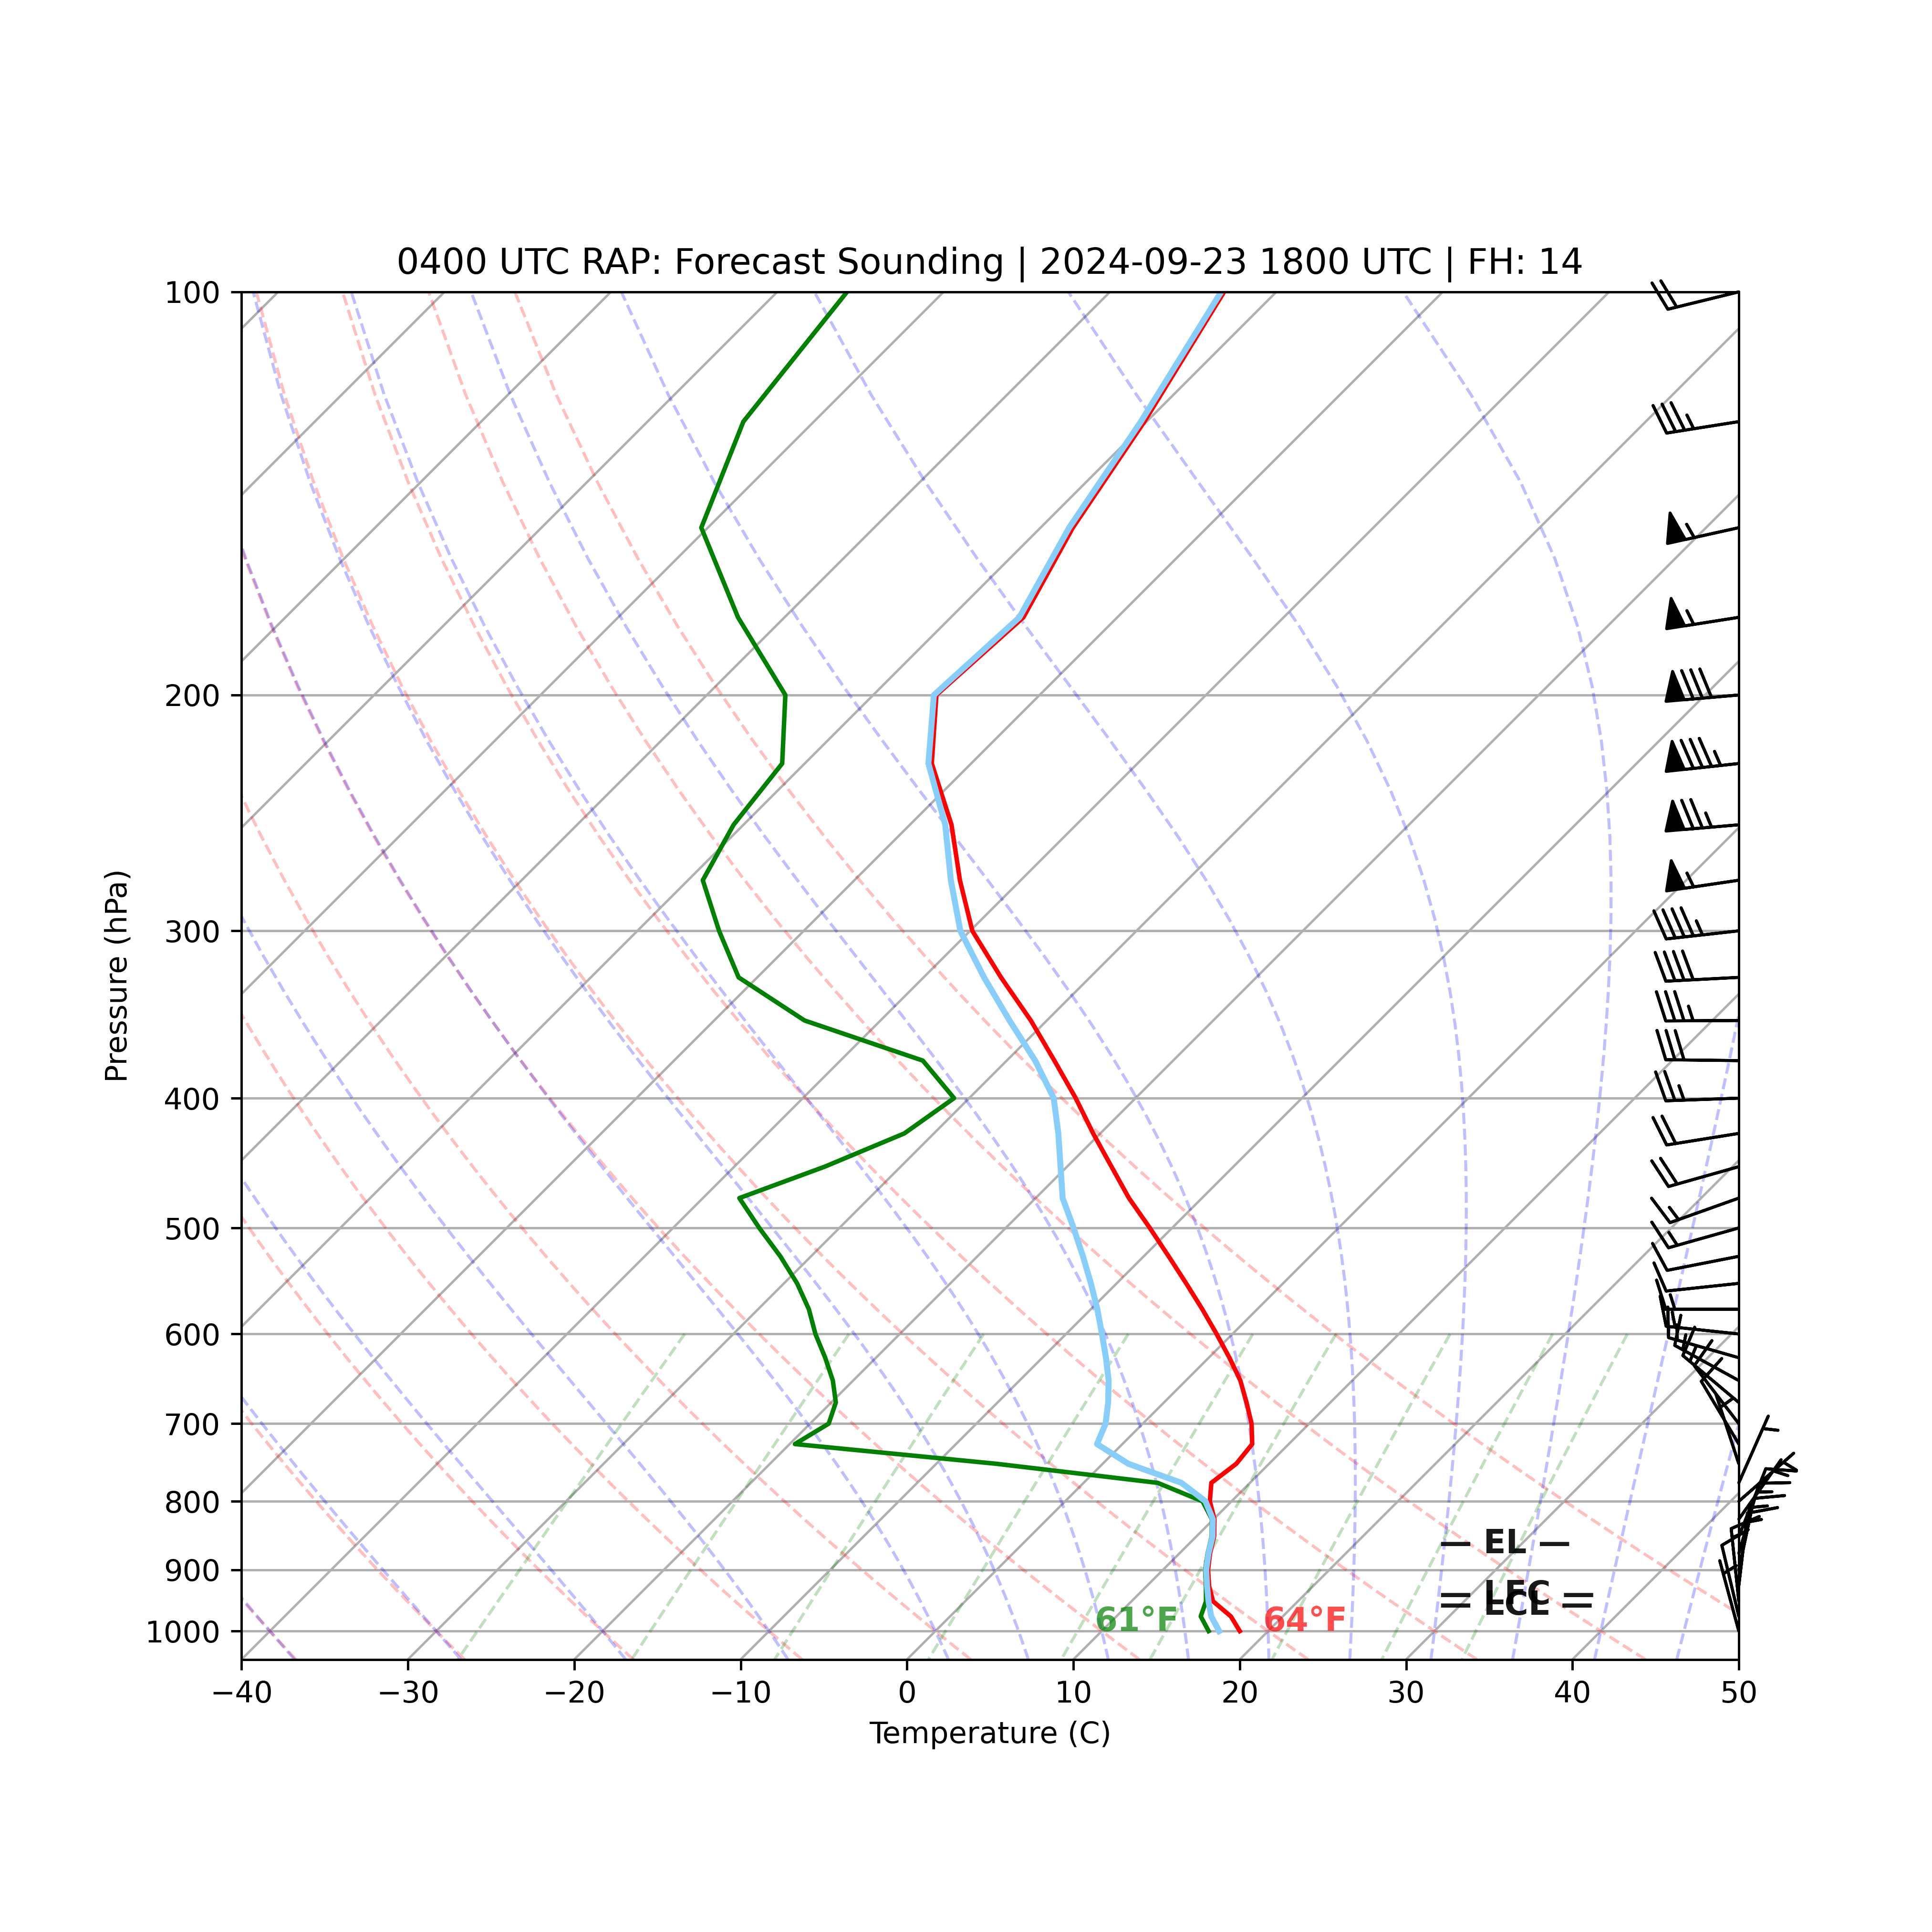 0400 UTC RAP: Forecast Sounding | 2024-09-23 1800 UTC | FH: 14
100
200
300
400
500
600
700
800
900
1000
Pressure (hPa)
— EL —
— LFC —
— LCL —
61°F
64°F
−40 −30 −20 −10 0 10 20 30 40 50
Temperature (C)